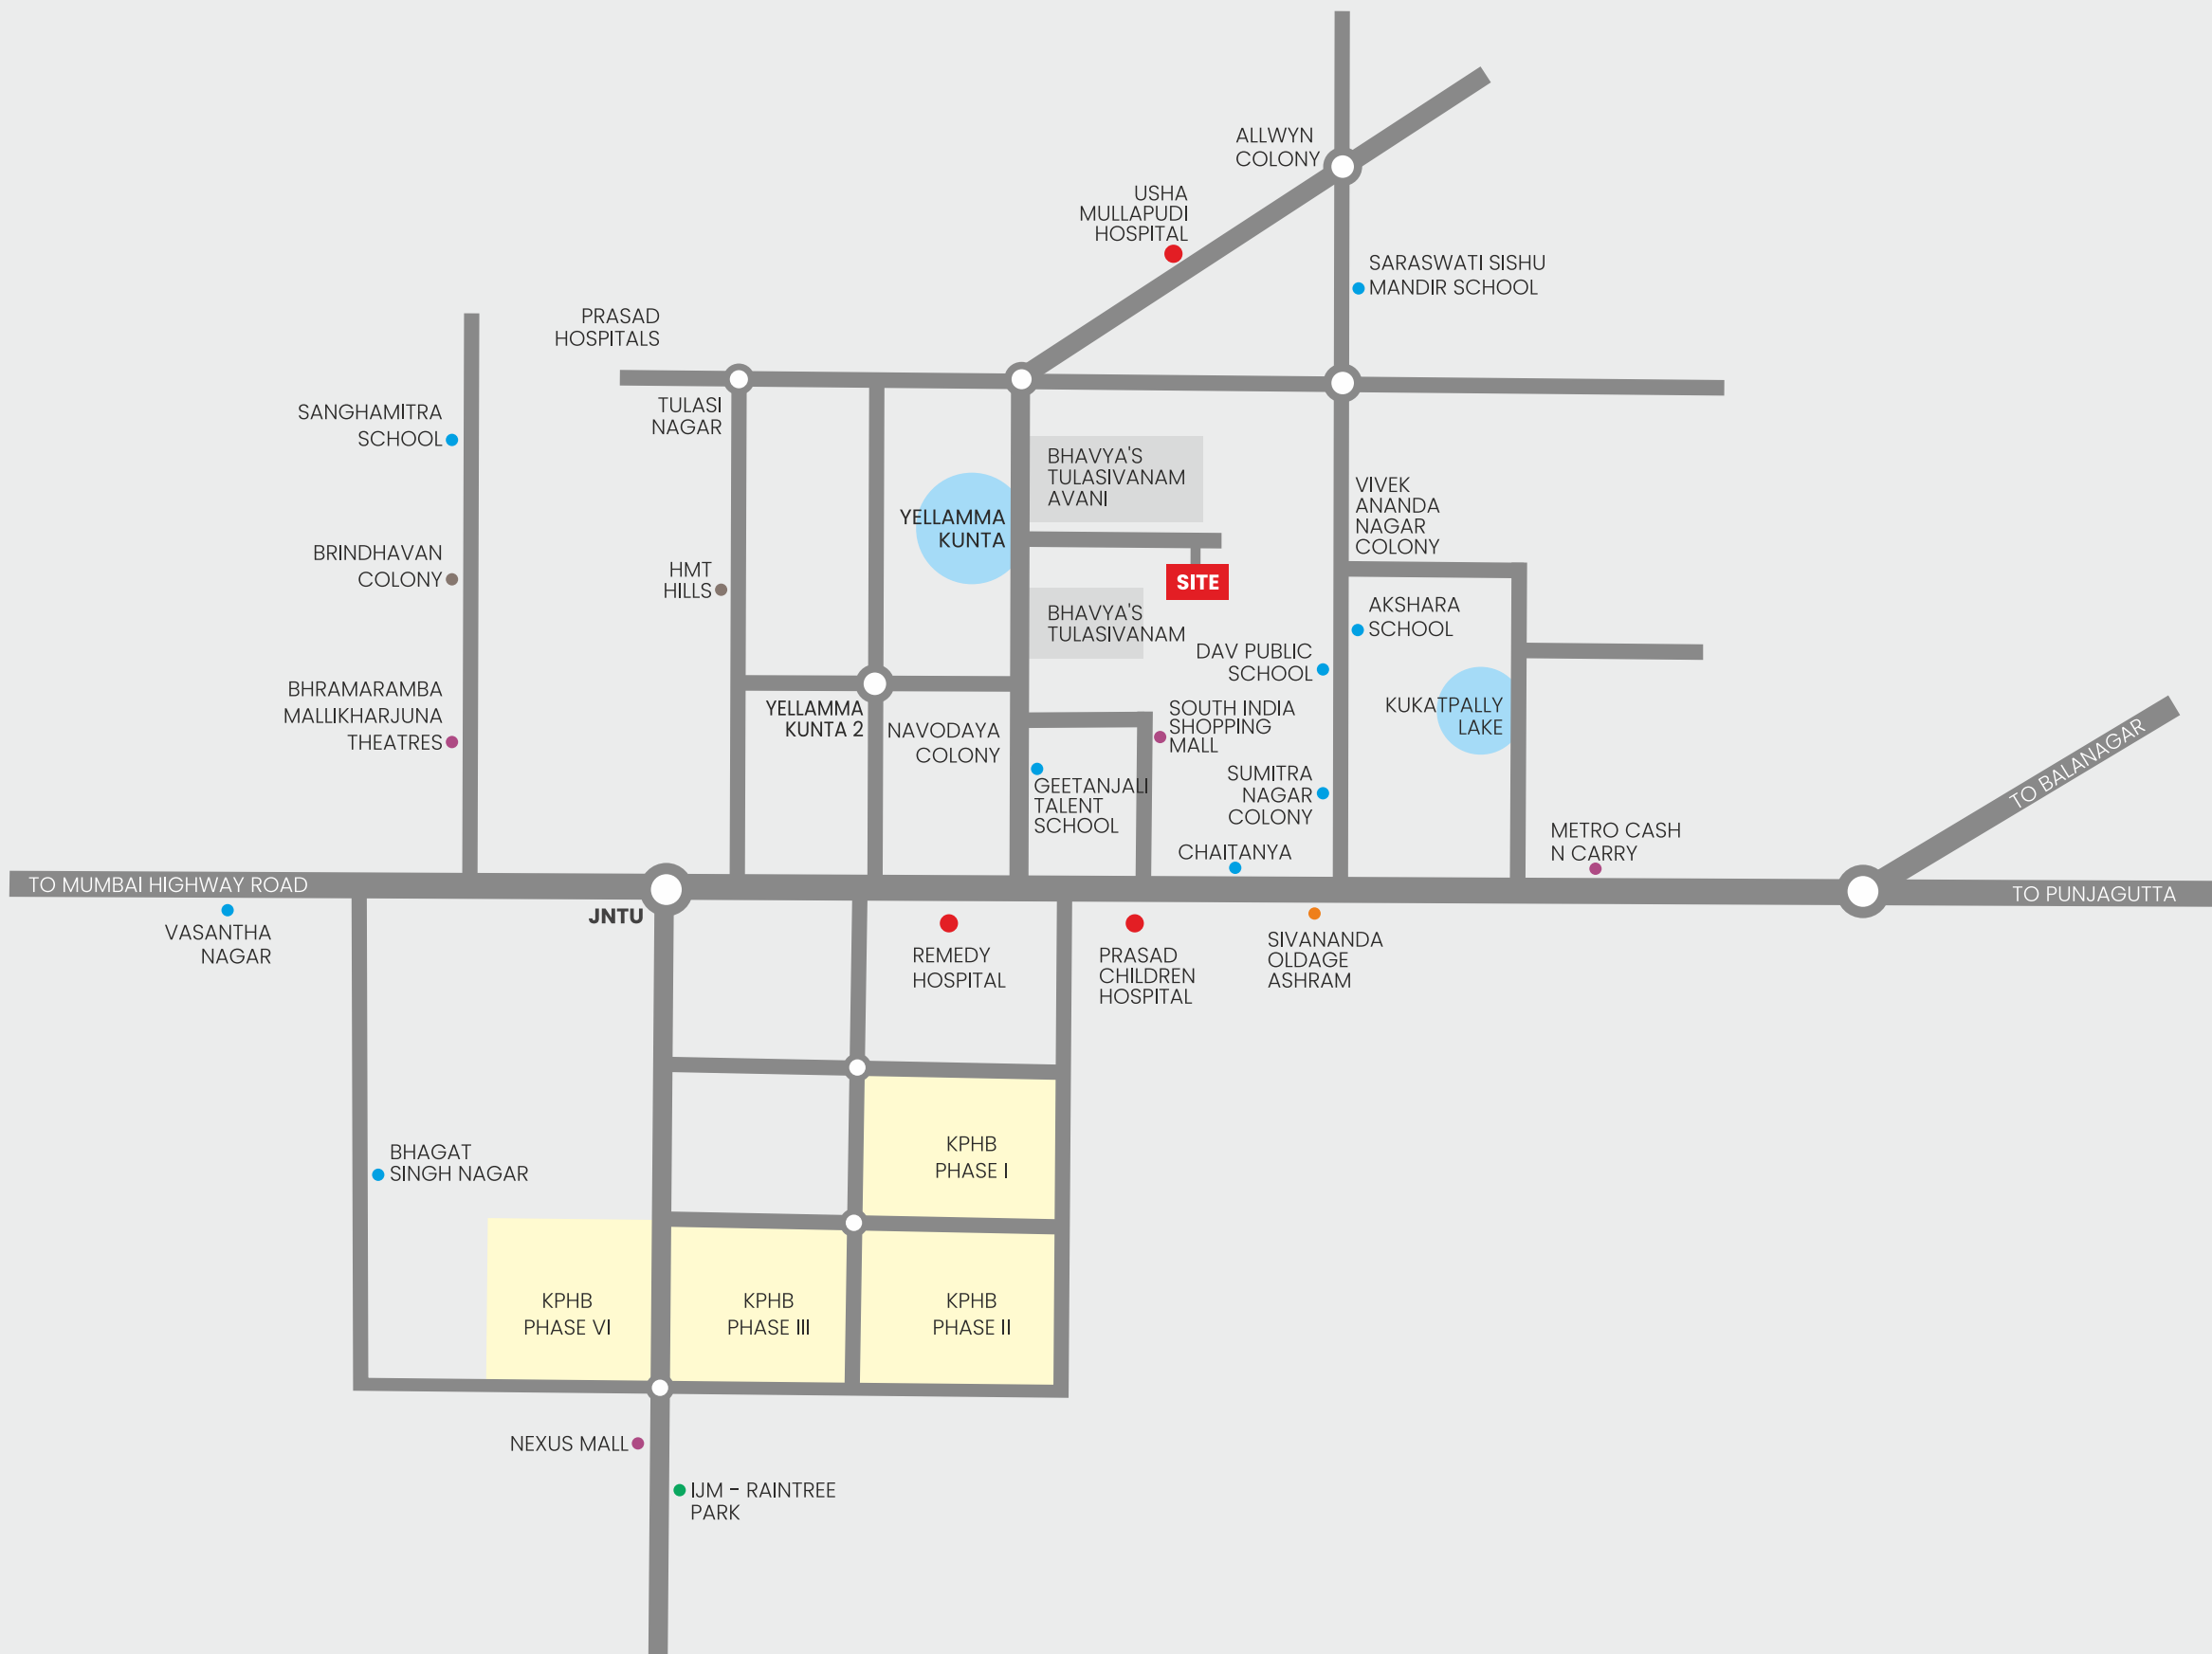 ALLWYN
COLONY
USHA
MULLAPUDI
HOSPITAL
SARASWATI SISHU
MANDIR SCHOOL
PRASAD
HOSPITALS
SANGHAMITRA
SCHOOL
TULASI
NAGAR
BHAVYA'S
TULASIVANAM
AVANI
VIVEK
ANANDA
NAGAR
COLONY
YELLAMMA
KUNTA
BRINDHAVAN
COLONY
HMT
HILLS
SITE
BHAVYA'S
TULASIVANAM
AKSHARA
SCHOOL
DAV PUBLIC
SCHOOL
BHRAMARAMBA
MALLIKHARJUNA
THEATRES
YELLAMMA
KUNTA 2
NAVODAYA
COLONY
SOUTH INDIA
SHOPPING
MALL
KUKATPALLY
LAKE
GEETANJALI
TALENT
SCHOOL
SUMITRA
NAGAR
COLONY
TO BALANAGAR
METRO CASH
N CARRY
CHAITANYA
TO MUMBAI HIGHWAY ROAD
TO PUNJAGUTTA
JNTU
VASANTHA
NAGAR
REMEDY
HOSPITAL
PRASAD
CHILDREN
HOSPITAL
SIVANANDA
OLDAGE
ASHRAM
BHAGAT
SINGH NAGAR
KPHB
PHASE I
KPHB
PHASE VI
KPHB
PHASE III
KPHB
PHASE II
NEXUS MALL
IJM - RAINTREE
PARK